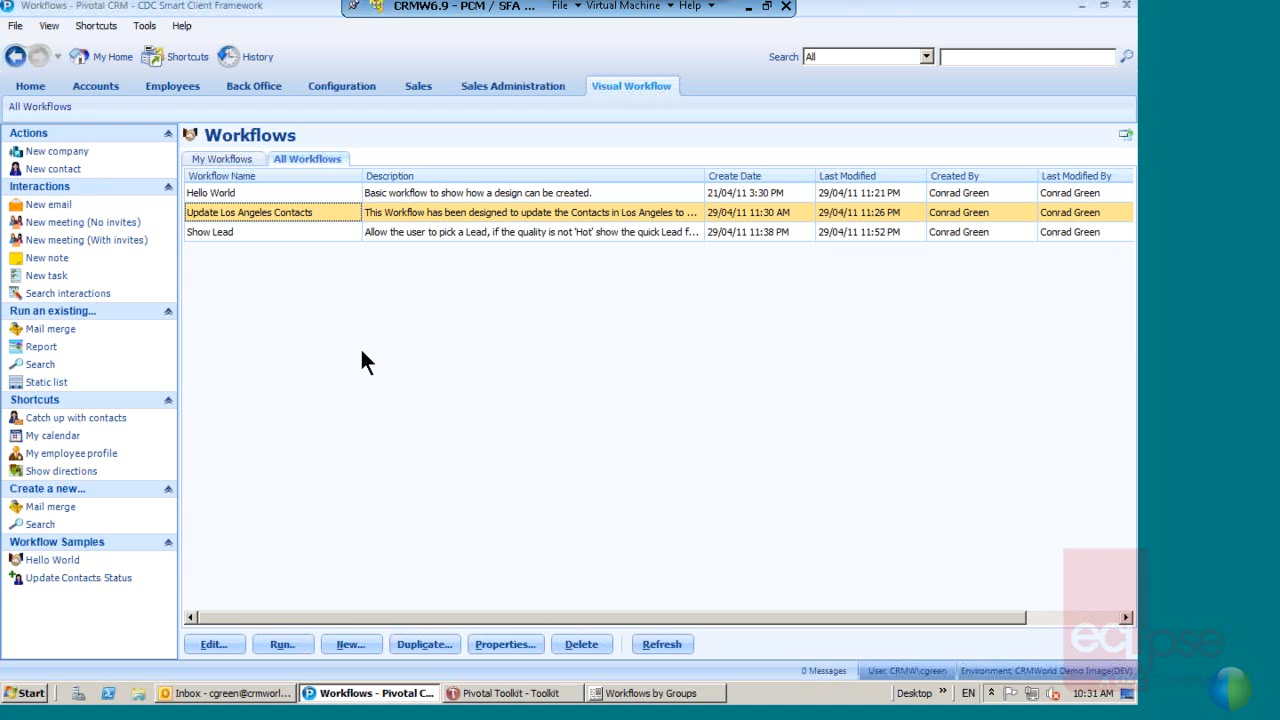 Workflows - Pivotal CRM - CDC Smart Client Framework
CRMW6.9 - PCM / SFA ... File Virtual Machine Help
File View Shortcuts Tools Help
My Home Shortcuts History Search All
Home Accounts Employees Back Office Configuration Sales Sales Administration Visual Workflow
All Workflows
Actions
New company
New contact
Interactions
New email
New meeting (No invites)
New meeting (With invites)
New note
New task
Search interactions
Run an existing...
Mail merge
Report
Search
Static list
Shortcuts
Catch up with contacts
My calendar
My employee profile
Show directions
Create a new...
Mail merge
Search
Workflow Samples
Hello World
Update Contacts Status
Workflows
My Workflows All Workflows
Workflow Name Description Create Date Last Modified Created By Last Modified By
Hello World Basic workflow to show how a design can be created. 21/04/11 3:30 PM 29/04/11 11:21 PM Conrad Green Conrad Green
Update Los Angeles Contacts This Workflow has been designed to update the Contacts in Los Angeles to ... 29/04/11 11:30 AM 29/04/11 11:26 PM Conrad Green Conrad Green
Show Lead Allow the user to pick a Lead, if the quality is not 'Hot' show the quick Lead f... 29/04/11 11:38 PM 29/04/11 11:52 PM Conrad Green Conrad Green
Edit... Run.. New... Duplicate... Properties... Delete Refresh
0 Messages User: CRMW\cgreen Environment: CRMWorld Demo Image(DEV)
eclipse
Start Inbox - cgreen@crmworl... Workflows - Pivotal C... Pivotal Toolkit - Toolkit Workflows by Groups Desktop » EN 10:31 AM